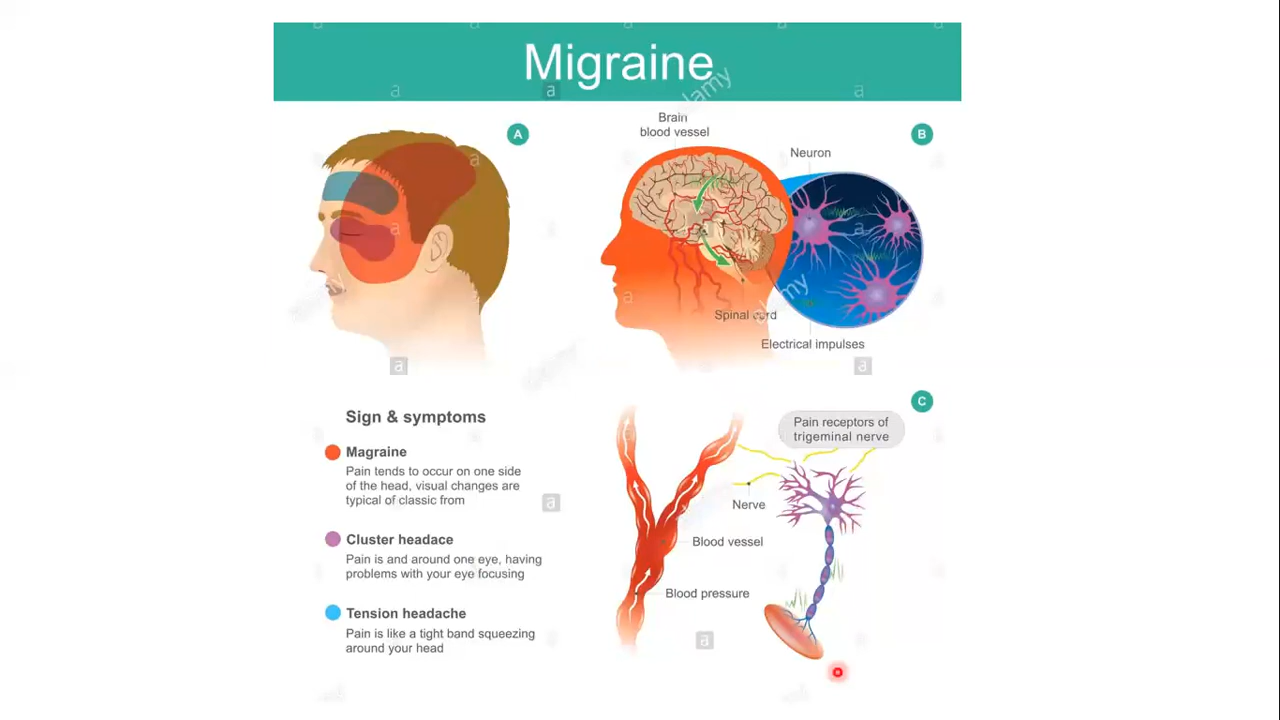 Migraine
A
Brain
blood vessel
B
Neuron
Spinal cord
Electrical impulses
Sign & symptoms
Magraine
Pain tends to occur on one side
of the head, visual changes are
typical of classic from
Cluster headace
Pain is and around one eye, having
problems with your eye focusing
Tension headache
Pain is like a tight band squeezing
around your head
C
Pain receptors of
trigeminal nerve
Nerve
Blood vessel
Blood pressure
alamy
a